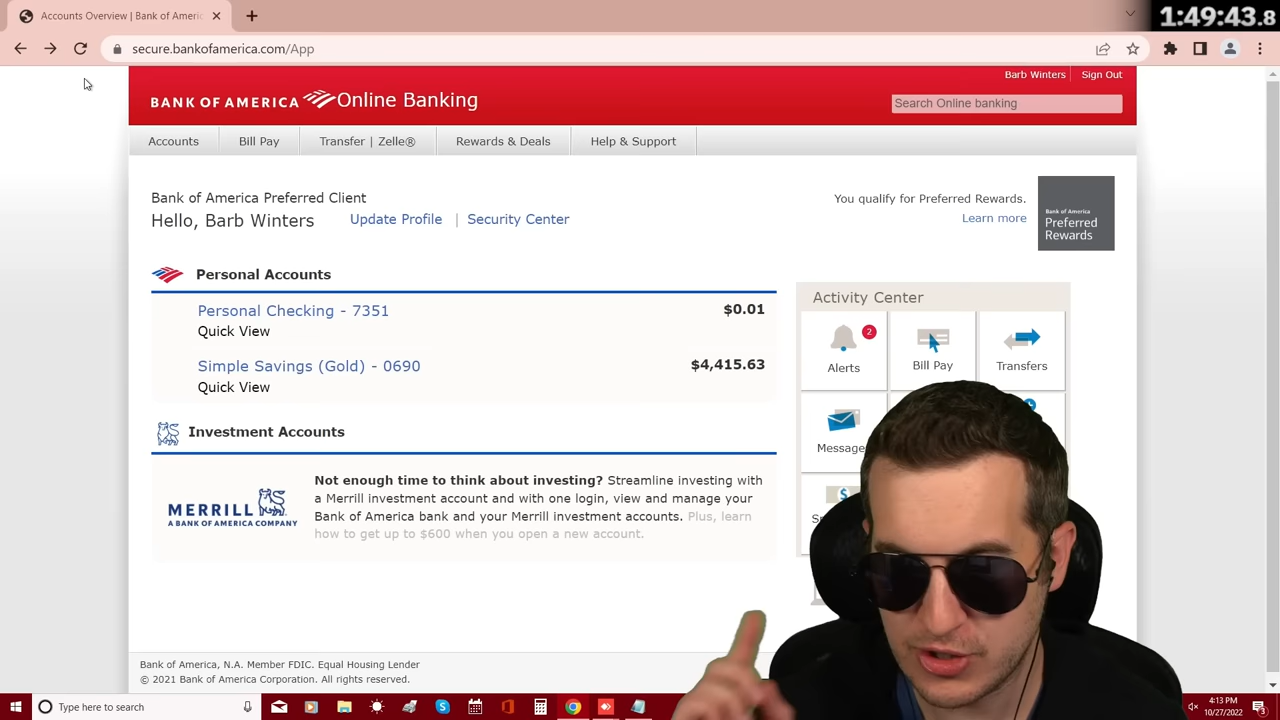 Accounts Overview | Bank of Ameri
1:49:43.8
secure.bankofamerica.com/App
Barb Winters
Sign Out
BANK OF AMERICA Online Banking
Search Online banking
Accounts
Bill Pay
Transfer | Zelle®
Rewards & Deals
Help & Support
Bank of America Preferred Client
Hello, Barb Winters
Update Profile | Security Center
You qualify for Preferred Rewards.
Learn more
Bank of America
Preferred
Rewards
Personal Accounts
Personal Checking - 7351 $0.01
Quick View
Simple Savings (Gold) - 0690 $4,415.63
Quick View
Activity Center
2
Alerts
Bill Pay
Transfers
Message
Investment Accounts
MERRILL
A BANK OF AMERICA COMPANY
Not enough time to think about investing? Streamline investing with
a Merrill investment account and with one login, view and manage your
Bank of America bank and your Merrill investment accounts. Plus, learn
how to get up to $600 when you open a new account.
Bank of America, N.A. Member FDIC. Equal Housing Lender
© 2021 Bank of America Corporation. All rights reserved.
Type here to search
4:13 PM
10/27/2022
3